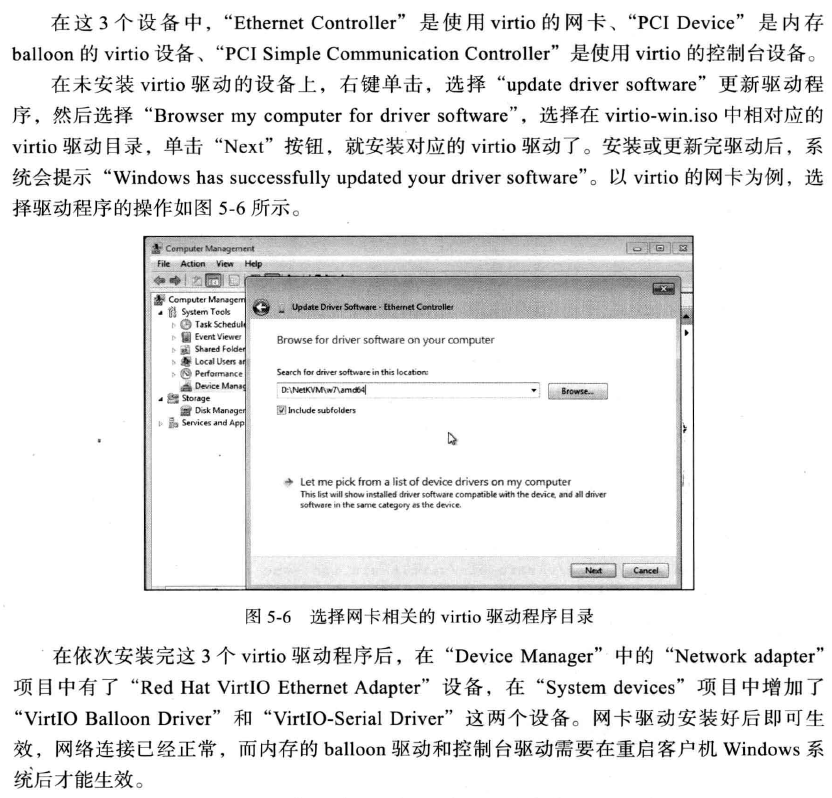 在这 3 个设备中，“Ethernet Controller” 是使用 virtio 的网卡、“PCI Device” 是内存
balloon 的 virtio 设备、“PCI Simple Communication Controller” 是使用 virtio 的控制台设备。
在未安装 virtio 驱动的设备上，右键单击，选择 “update driver software” 更新驱动程
序，然后选择 “Browser my computer for driver software”，选择在 virtio-win.iso 中相对应的
virtio 驱动目录，单击 “Next” 按钮，就安装对应的 virtio 驱动了。安装或更新完驱动后，系
统会提示 “Windows has successfully updated your driver software”。以 virtio 的网卡为例，选
择驱动程序的操作如图 5-6 所示。
Computer Management
File Action View Help
Computer Managem
System Tools
Task Schedule
Event Viewer
Shared Folder
Local Users an
Performance
Device Manag
Storage
Disk Manager
Services and App
Update Driver Software - Ethernet Controller
Browse for driver software on your computer
Search for driver software in this location:
D:\NetKVM\w7\amd64
Browse...
Include subfolders
Let me pick from a list of device drivers on my computer
This list will show installed driver software compatible with the device, and all driver
software in the same category as the device.
Next Cancel
图 5-6 选择网卡相关的 virtio 驱动程序目录
在依次安装完这 3 个 virtio 驱动程序后，在 “Device Manager” 中的 “Network adapter”
项目中有了 “Red Hat VirtIO Ethernet Adapter” 设备，在 “System devices” 项目中增加了
“VirtIO Balloon Driver” 和 “VirtIO-Serial Driver” 这两个设备。网卡驱动安装好后即可生
效，网络连接已经正常，而内存的 balloon 驱动和控制台驱动需要在重启客户机 Windows 系
统后才能生效。